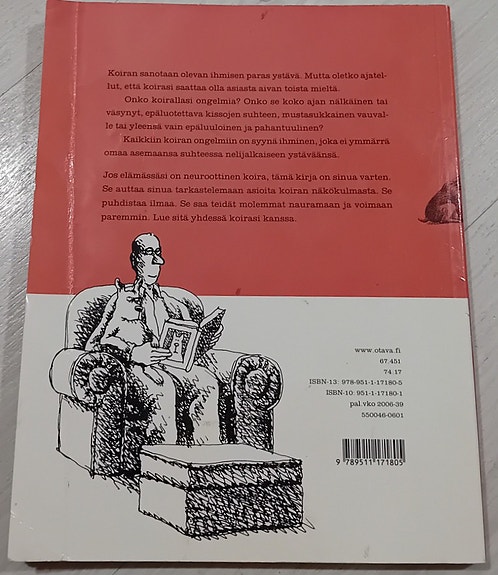 Koiran sanotaan olevan ihmisen paras ystävä. Mutta oletko ajatel-
lut, että koirasi saattaa olla asiasta aivan toista mieltä.
Onko koirallasi ongelmia? Onko se koko ajan nälkäinen tai
väsynyt, epäluotettava kissojen suhteen, mustasukkainen vauval-
le tai yleensä vain epäluuloinen ja pahantuulinen?
Kaikkiin koiran ongelmiin on syynä ihminen, joka ei ymmärrä
omaa asemaansa suhteessa nelijalkaiseen ystäväänsä.
Jos elämässäsi on neuroottinen koira, tämä kirja on sinua varten.
Se auttaa sinua tarkastelemaan asioita koiran näkökulmasta. Se
puhdistaa ilmaa. Se saa teidät molemmat nauramaan ja voimaan
paremmin. Lue sitä yhdessä koirasi kanssa.
www.otava.fi
67.451
74.17
ISBN-13: 978-951-1-17180-5
ISBN-10: 951-1-17180-1
pal.vko 2006-39
550046-0601
9 789511 171805